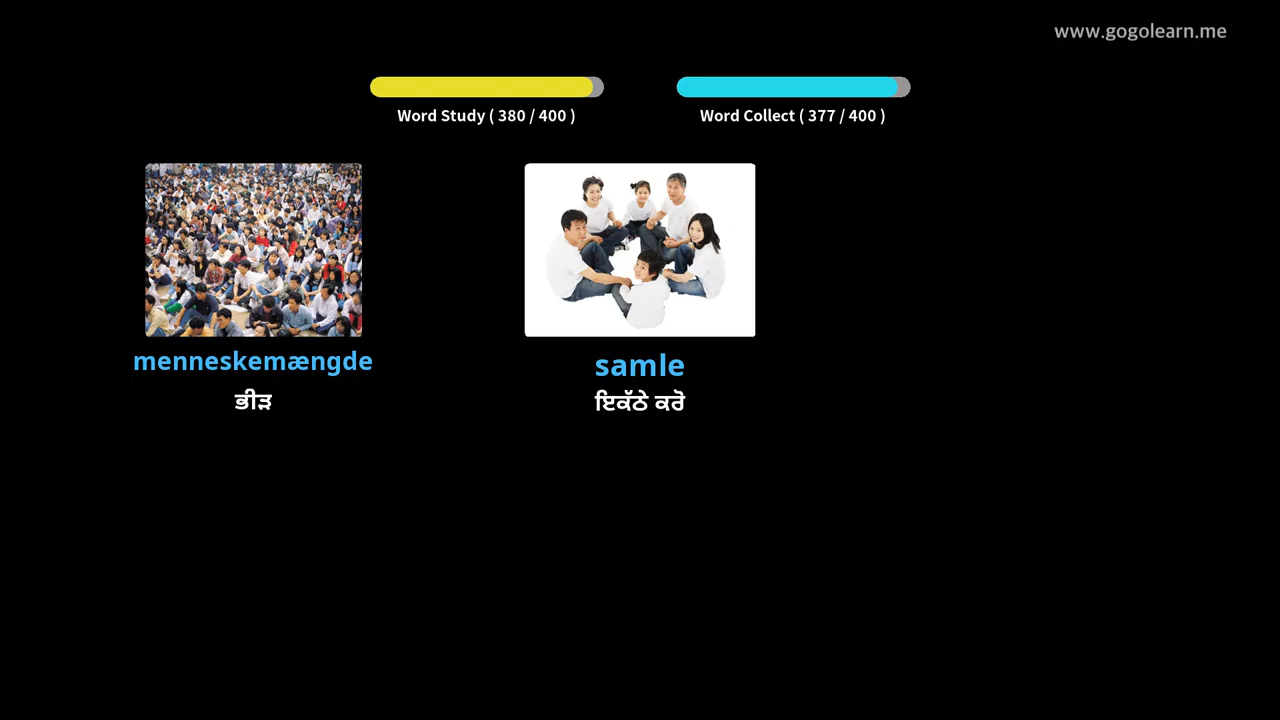 www.gogolearn.me
Word Study ( 380 / 400 )
Word Collect ( 377 / 400 )
menneskemængde
ਭੀੜ
samle
ਇਕੱਠੇ ਕਰੋ